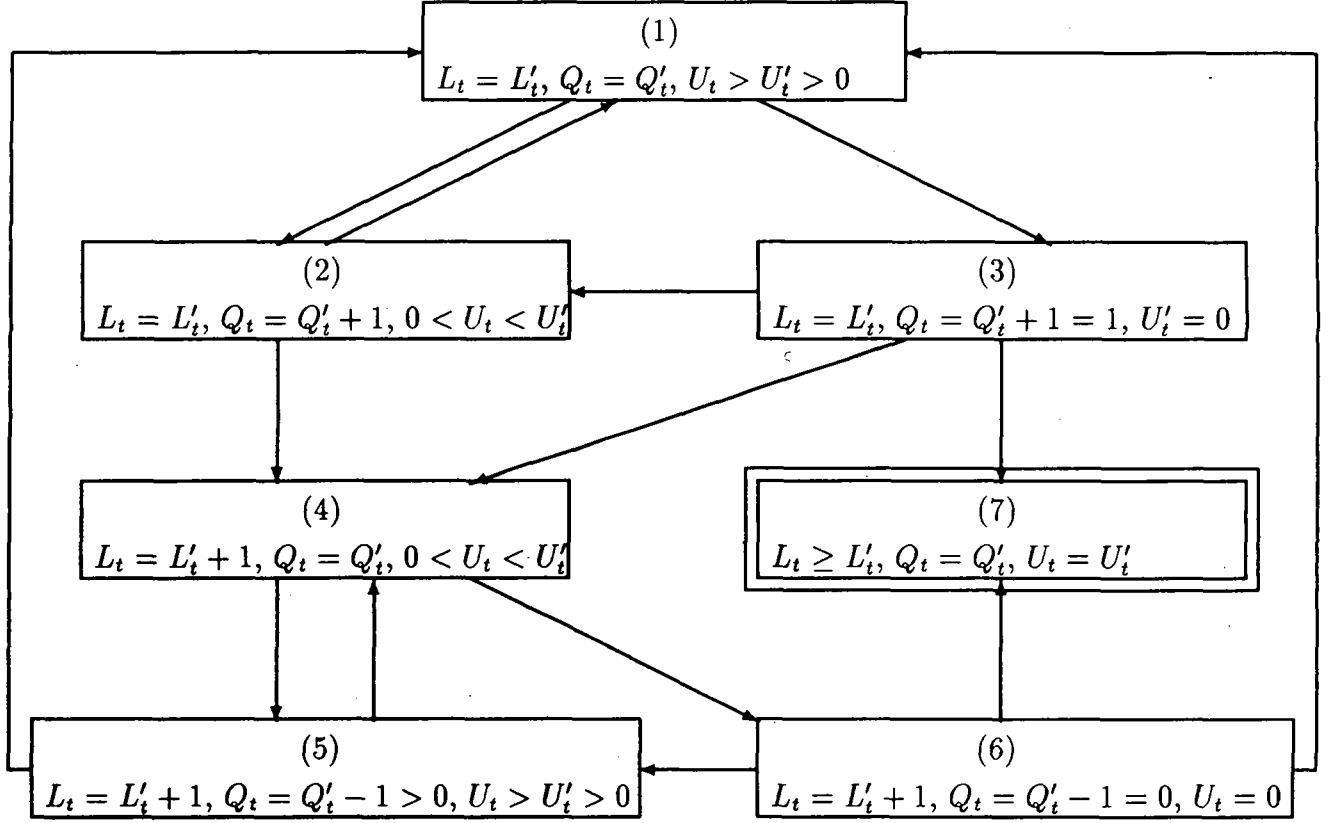 (1)
L_t = L'_t, Q_t = Q'_t, U_t > U'_t > 0
(2)
L_t = L'_t, Q_t = Q'_t + 1, 0 < U_t < U'_t
(3)
L_t = L'_t, Q_t = Q'_t + 1 = 1, U'_t = 0
(4)
L_t = L'_t + 1, Q_t = Q'_t, 0 < U_t < U'_t
(7)
L_t ≥ L'_t, Q_t = Q'_t, U_t = U'_t
(5)
L_t = L'_t + 1, Q_t = Q'_t − 1 > 0, U_t > U'_t > 0
(6)
L_t = L'_t + 1, Q_t = Q'_t − 1 = 0, U_t = 0